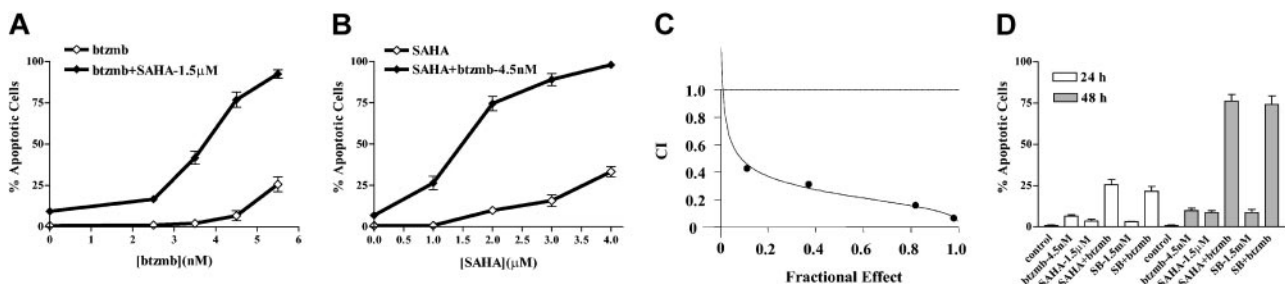 A
btzmb
btzmb+SAHA-1.5μM
% Apoptotic Cells
100
75
50
25
0
0 1 2 3 4 5 6
[btzmb](nM)
B
SAHA
SAHA+btzmb-4.5nM
% Apoptotic Cells
100
75
50
25
0
0.0 0.5 1.0 1.5 2.0 2.5 3.0 3.5 4.0
[SAHA](μM)
C
CI
1.0
0.8
0.6
0.4
0.2
0
0.2 0.4 0.6 0.8 1.0
Fractional Effect
D
24 h
48 h
% Apoptotic Cells
100
75
50
25
0
control
btzmb-4.5nM
SAHA-1.5μM
SAHA+btzmb
SB-1.5mM
SB+btzmb
control
btzmb-4.5nM
SAHA-1.5μM
SAHA+btzmb
SB-1.5mM
SB+btzmb